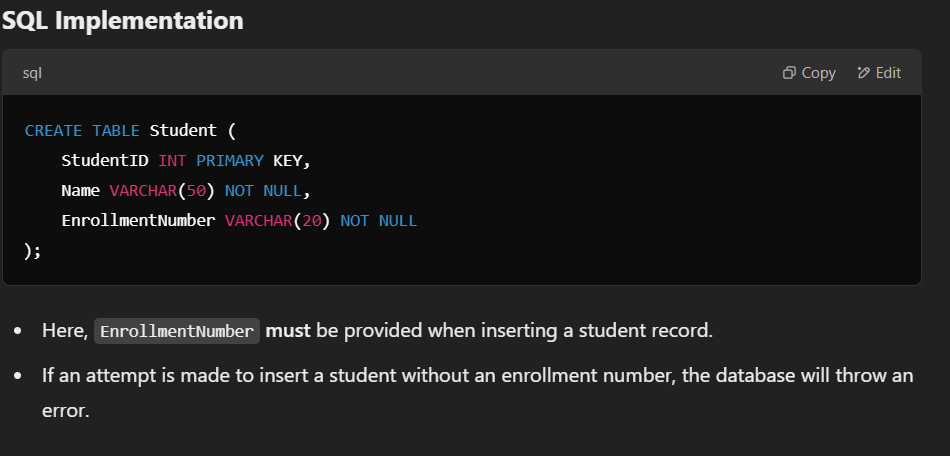 SQL Implementation
sql Copy Edit
CREATE TABLE Student (
    StudentID INT PRIMARY KEY,
    Name VARCHAR(50) NOT NULL,
    EnrollmentNumber VARCHAR(20) NOT NULL
);
• Here, EnrollmentNumber must be provided when inserting a student record.
• If an attempt is made to insert a student without an enrollment number, the database will throw an
error.